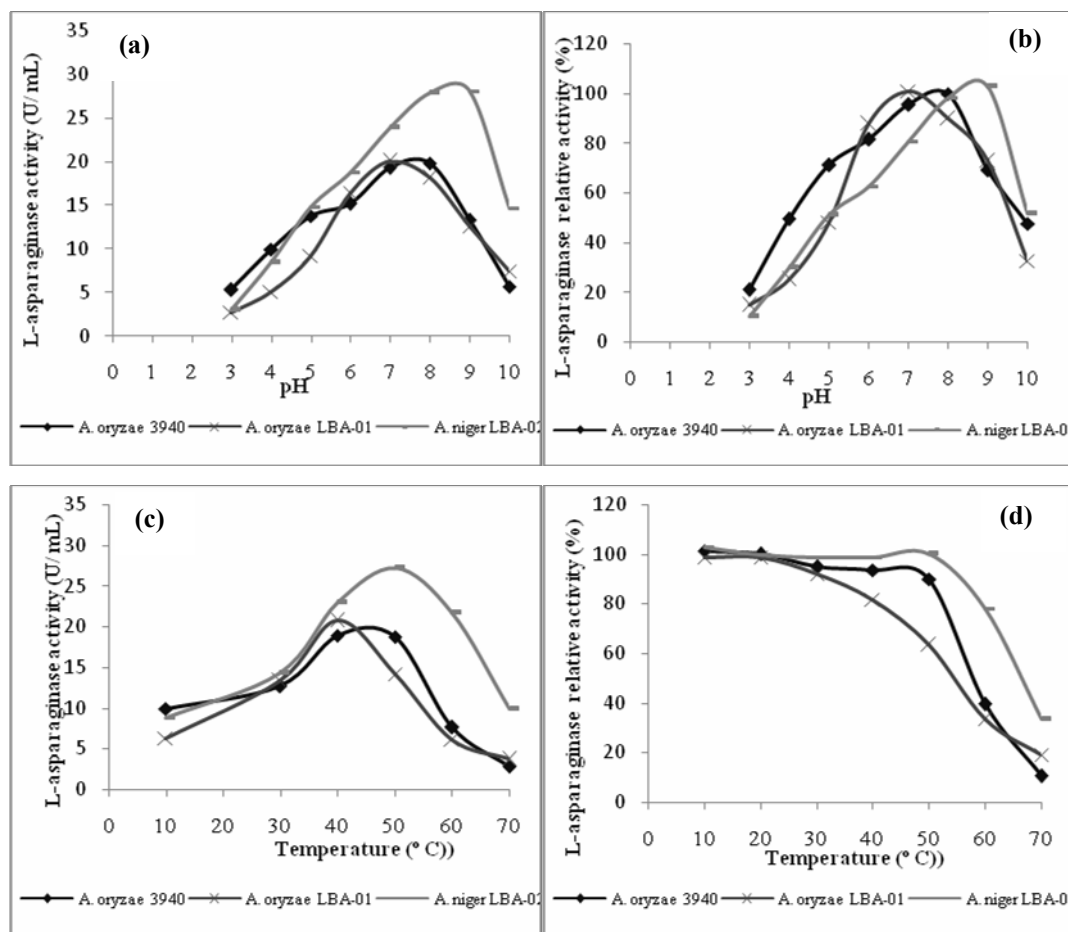 (a)
L-asparaginase activity (U/mL)
35
30
25
20
15
10
5
0
0 1 2 3 4 5 6 7 8 9 10
pH
A. oryzae 3940 A. oryzae LBA-01 A. niger LBA-02
(b)
L-asparaginase relative activity (%)
120
100
80
60
40
20
0
0 1 2 3 4 5 6 7 8 9 10
pH
A. oryzae 3940 A. oryzae LBA-01 A. niger LBA-0
(c)
L-asparaginase activity (U/mL)
35
30
25
20
15
10
5
0
0 10 20 30 40 50 60 70
Temperature (° C))
A. oryzae 3940 A. oryzae LBA-01 A. niger LBA-02
(d)
L-asparaginase relative activity (%)
120
100
80
60
40
20
0
0 10 20 30 40 50 60 70
Temperature (° C))
A. oryzae 3940 A. oryzae LBA-01 A. niger LBA-0